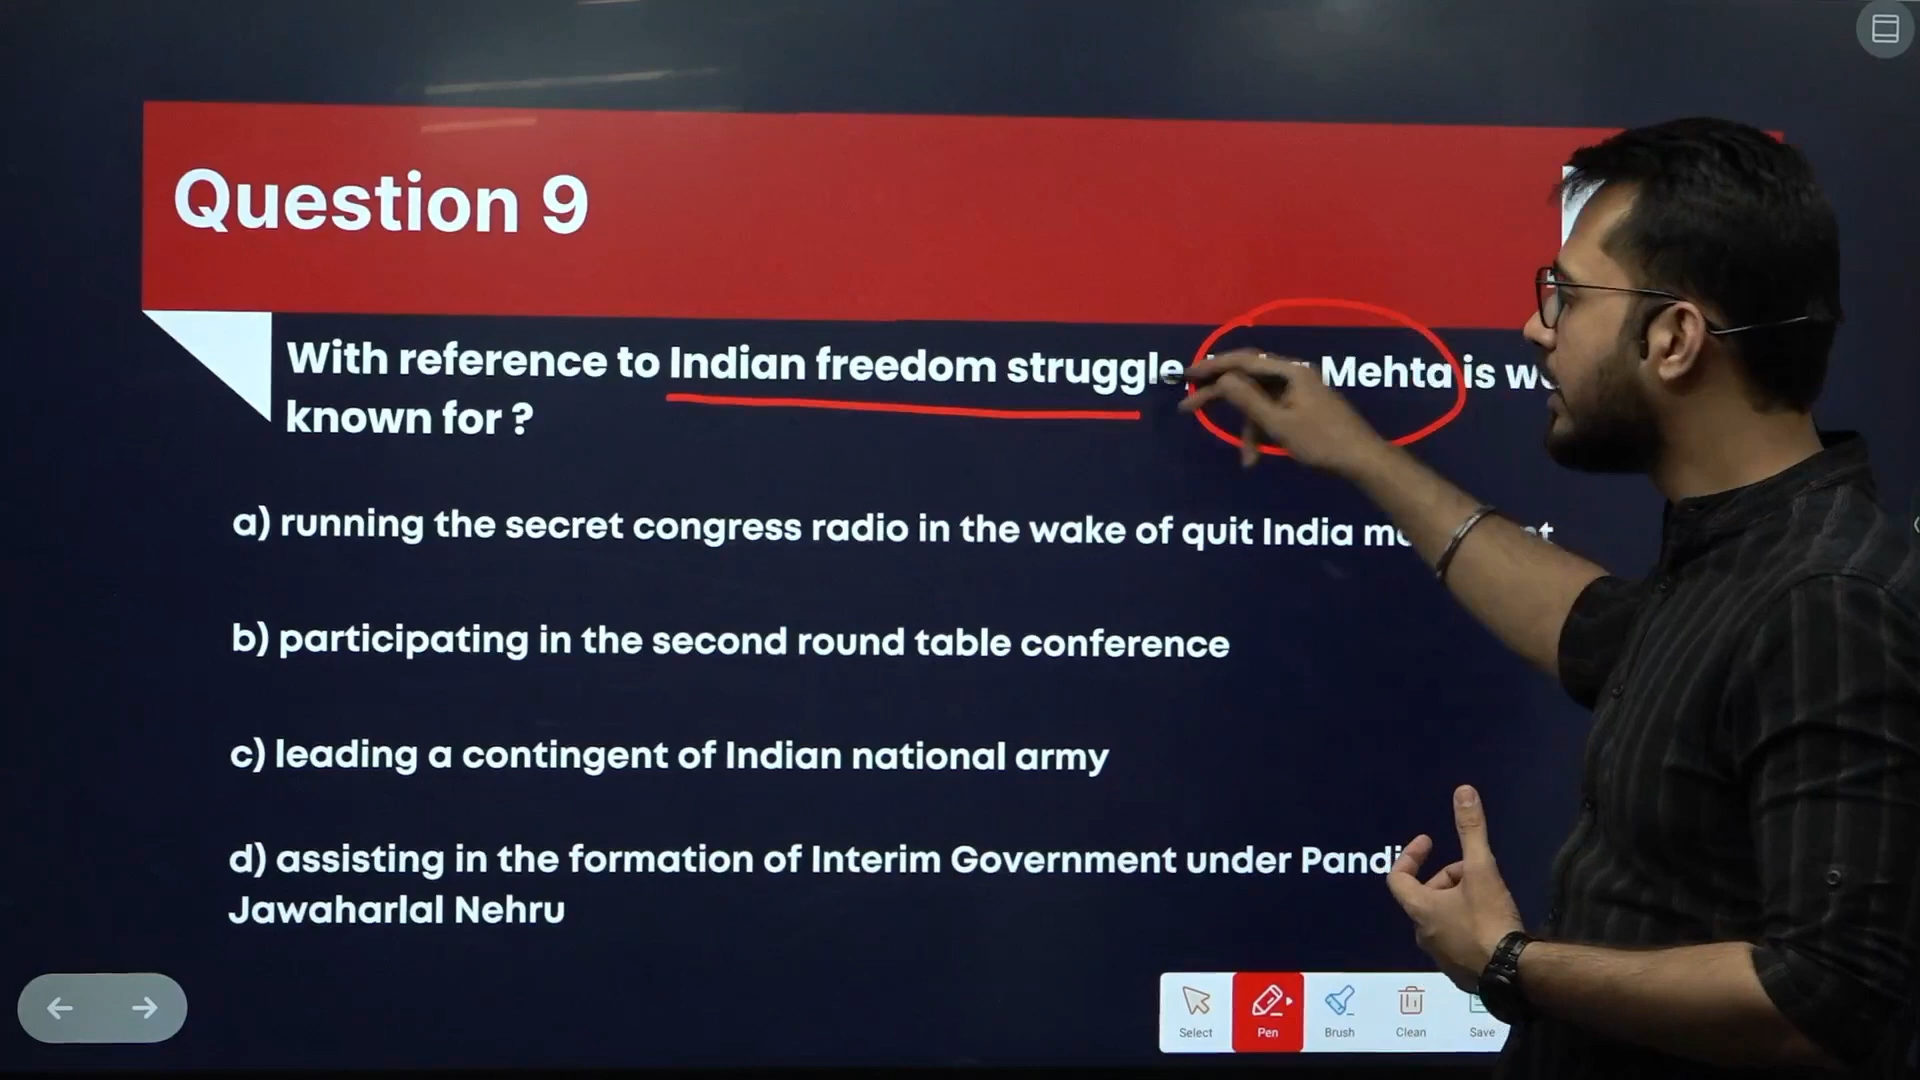 Question 9
With reference to Indian freedom struggle, Mehta is
known for ?
a) running the secret congress radio in the wake of quit India
b) participating in the second round table conference
c) leading a contingent of Indian national army
d) assisting in the formation of Interim Government under
Jawaharlal Nehru
Select Pen Brush Clean Save